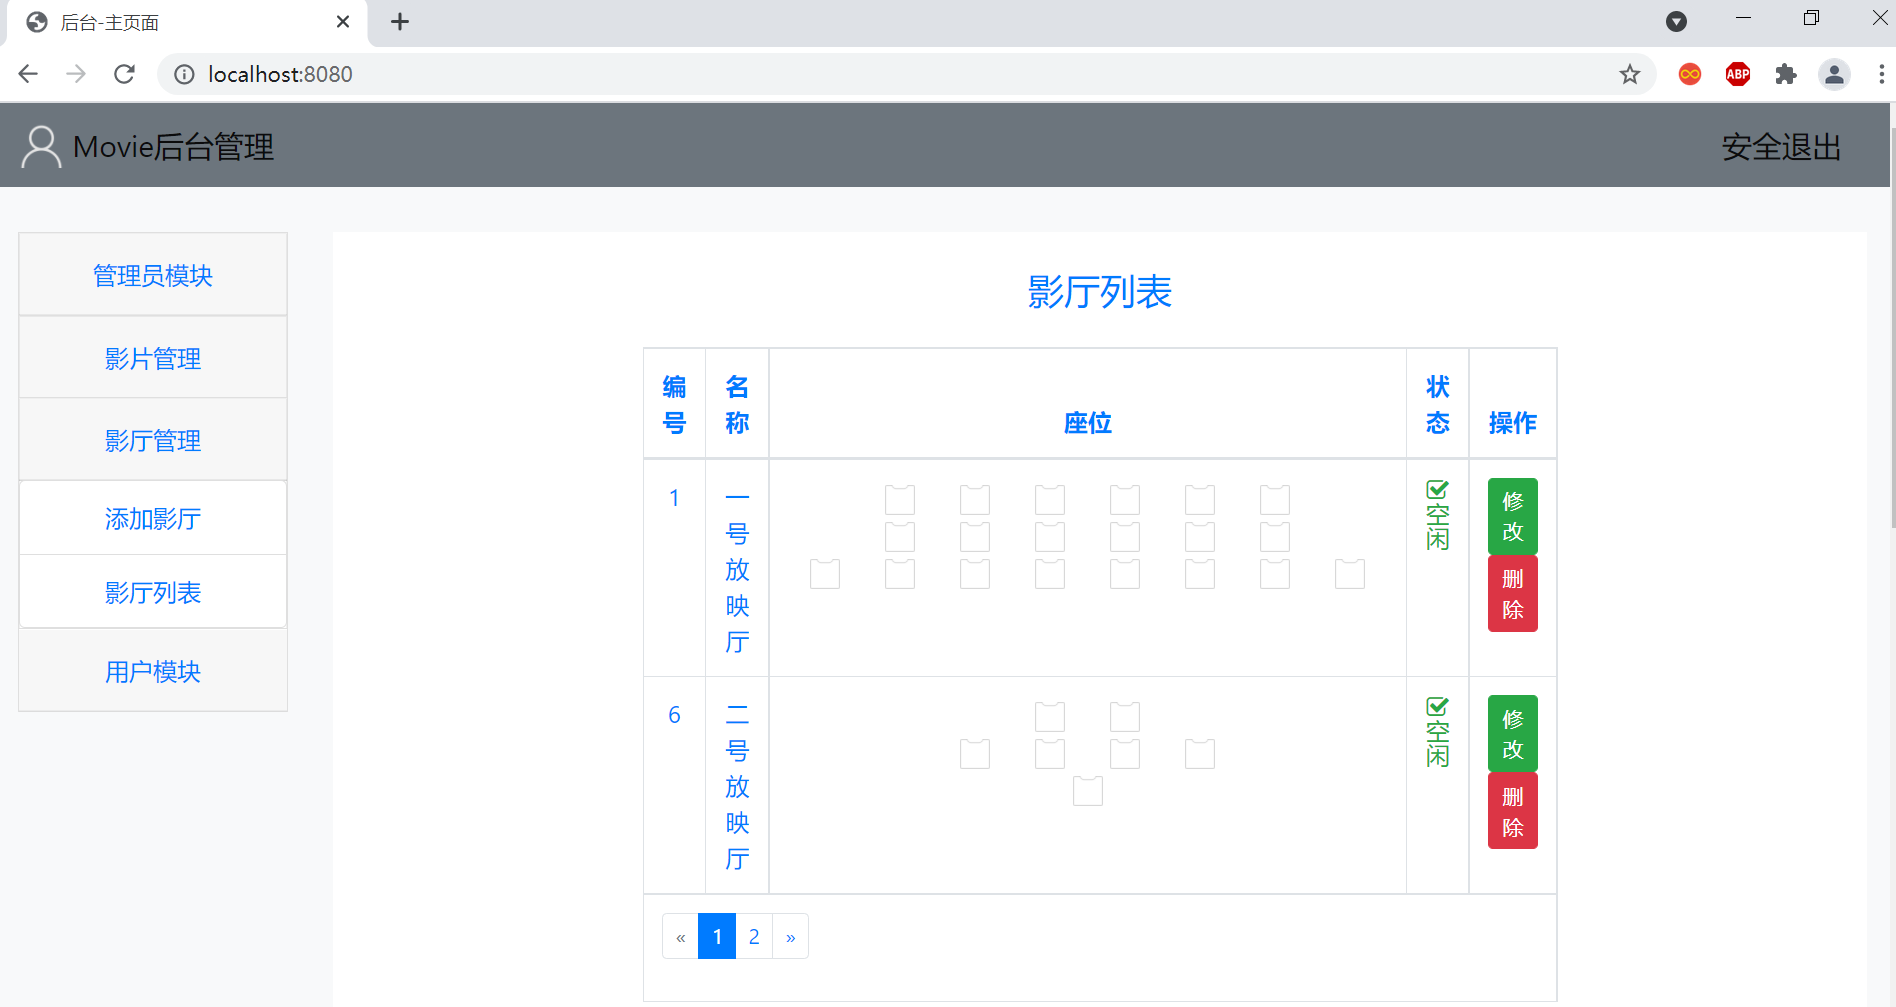 后台-主页面
localhost:8080
ABP
Movie后台管理
安全退出
管理员模块
影片管理
影厅管理
添加影厅
影厅列表
用户模块
影厅列表
编号
名称
座位
状态
操作
1
一号放映厅
空闲
修改
删除
6
二号放映厅
空闲
修改
删除
« 1 2 »